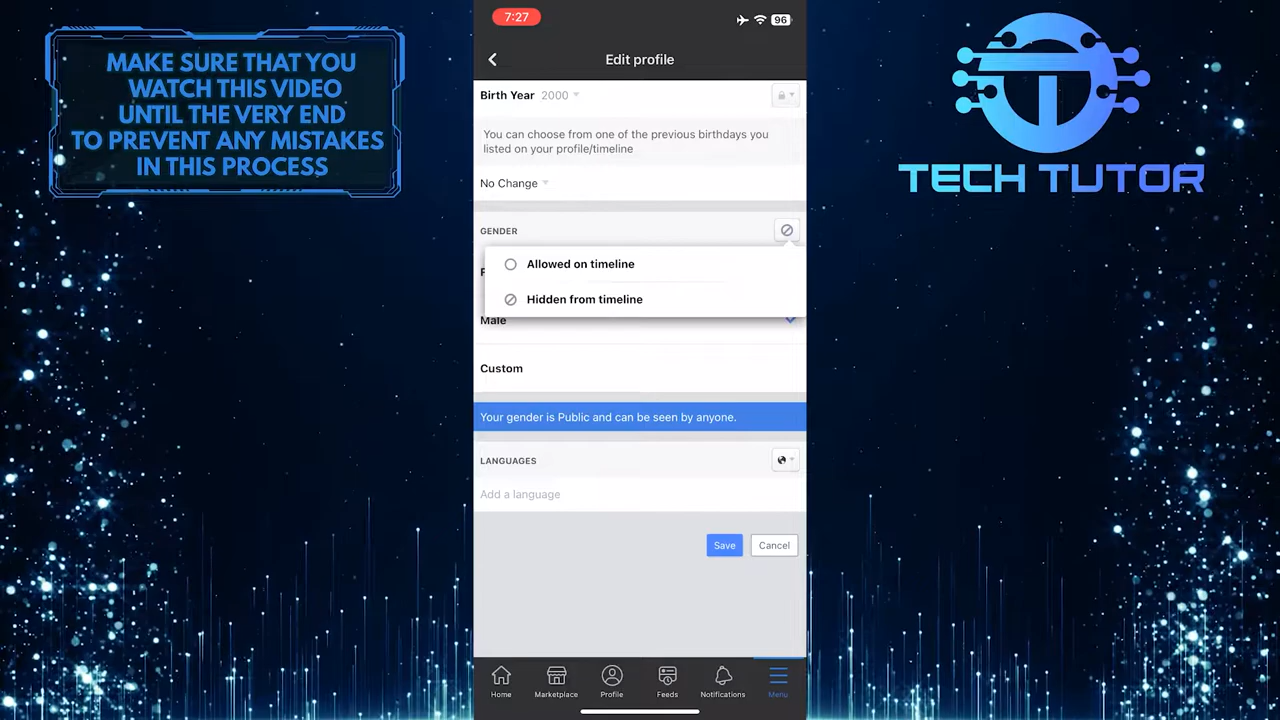 MAKE SURE THAT YOU
WATCH THIS VIDEO
UNTIL THE VERY END
TO PREVENT ANY MISTAKES
IN THIS PROCESS
7:27
96
Edit profile
Birth Year 2000
You can choose from one of the previous birthdays you
listed on your profile/timeline
No Change
GENDER
Allowed on timeline
Hidden from timeline
Male
Custom
Your gender is Public and can be seen by anyone.
LANGUAGES
Add a language
Save Cancel
Home Marketplace Profile Feeds Notifications Menu
TECH TUTOR